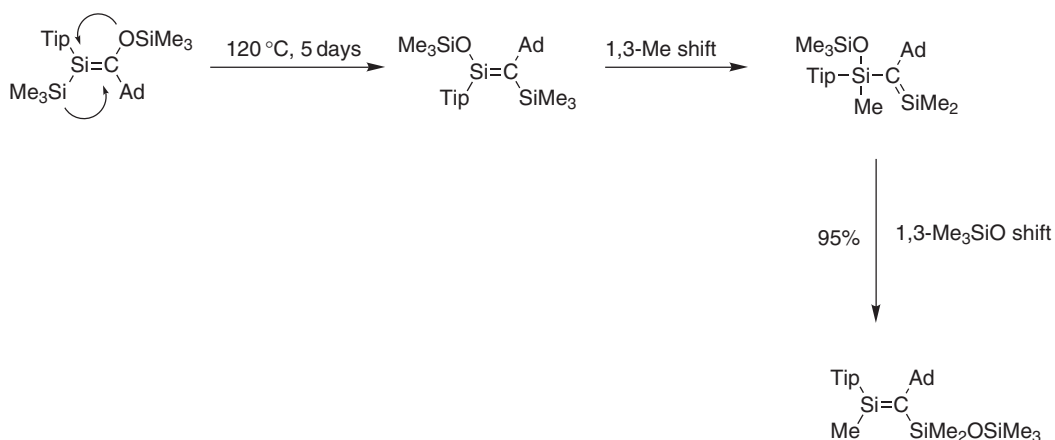 Tip
OSiMe₃
Si=C
Me₃Si
Ad
120 °C, 5 days
Me₃SiO
Ad
Si=C
Tip
SiMe₃
1,3-Me shift
Me₃SiO
Ad
Tip-Si-C
Me
SiMe₂
95%
1,3-Me₃SiO shift
Tip
Ad
Si=C
Me
SiMe₂OSiMe₃